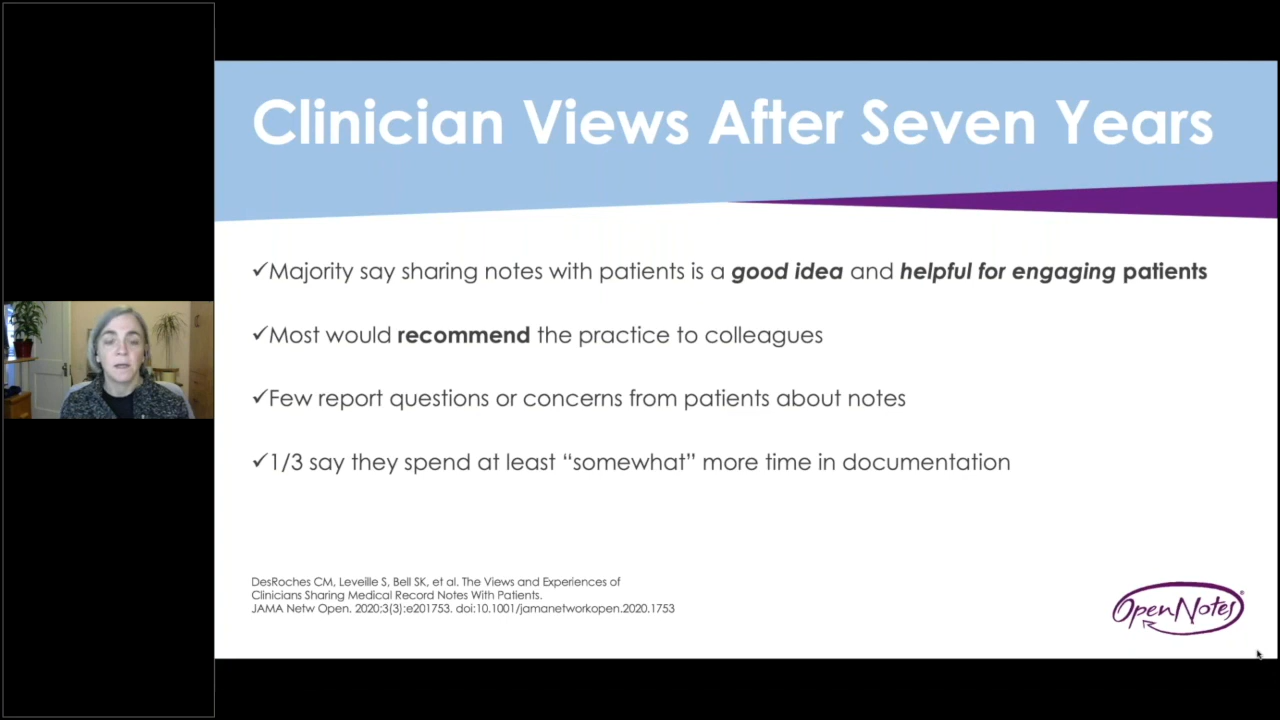 Clinician Views After Seven Years
✓Majority say sharing notes with patients is a good idea and helpful for engaging patients
✓Most would recommend the practice to colleagues
✓Few report questions or concerns from patients about notes
✓1/3 say they spend at least “somewhat” more time in documentation
DesRoches CM, Leveille S, Bell SK, et al. The Views and Experiences of
Clinicians Sharing Medical Record Notes With Patients.
JAMA Netw Open. 2020;3(3):e201753. doi:10.1001/jamanetworkopen.2020.1753
OpenNotes®